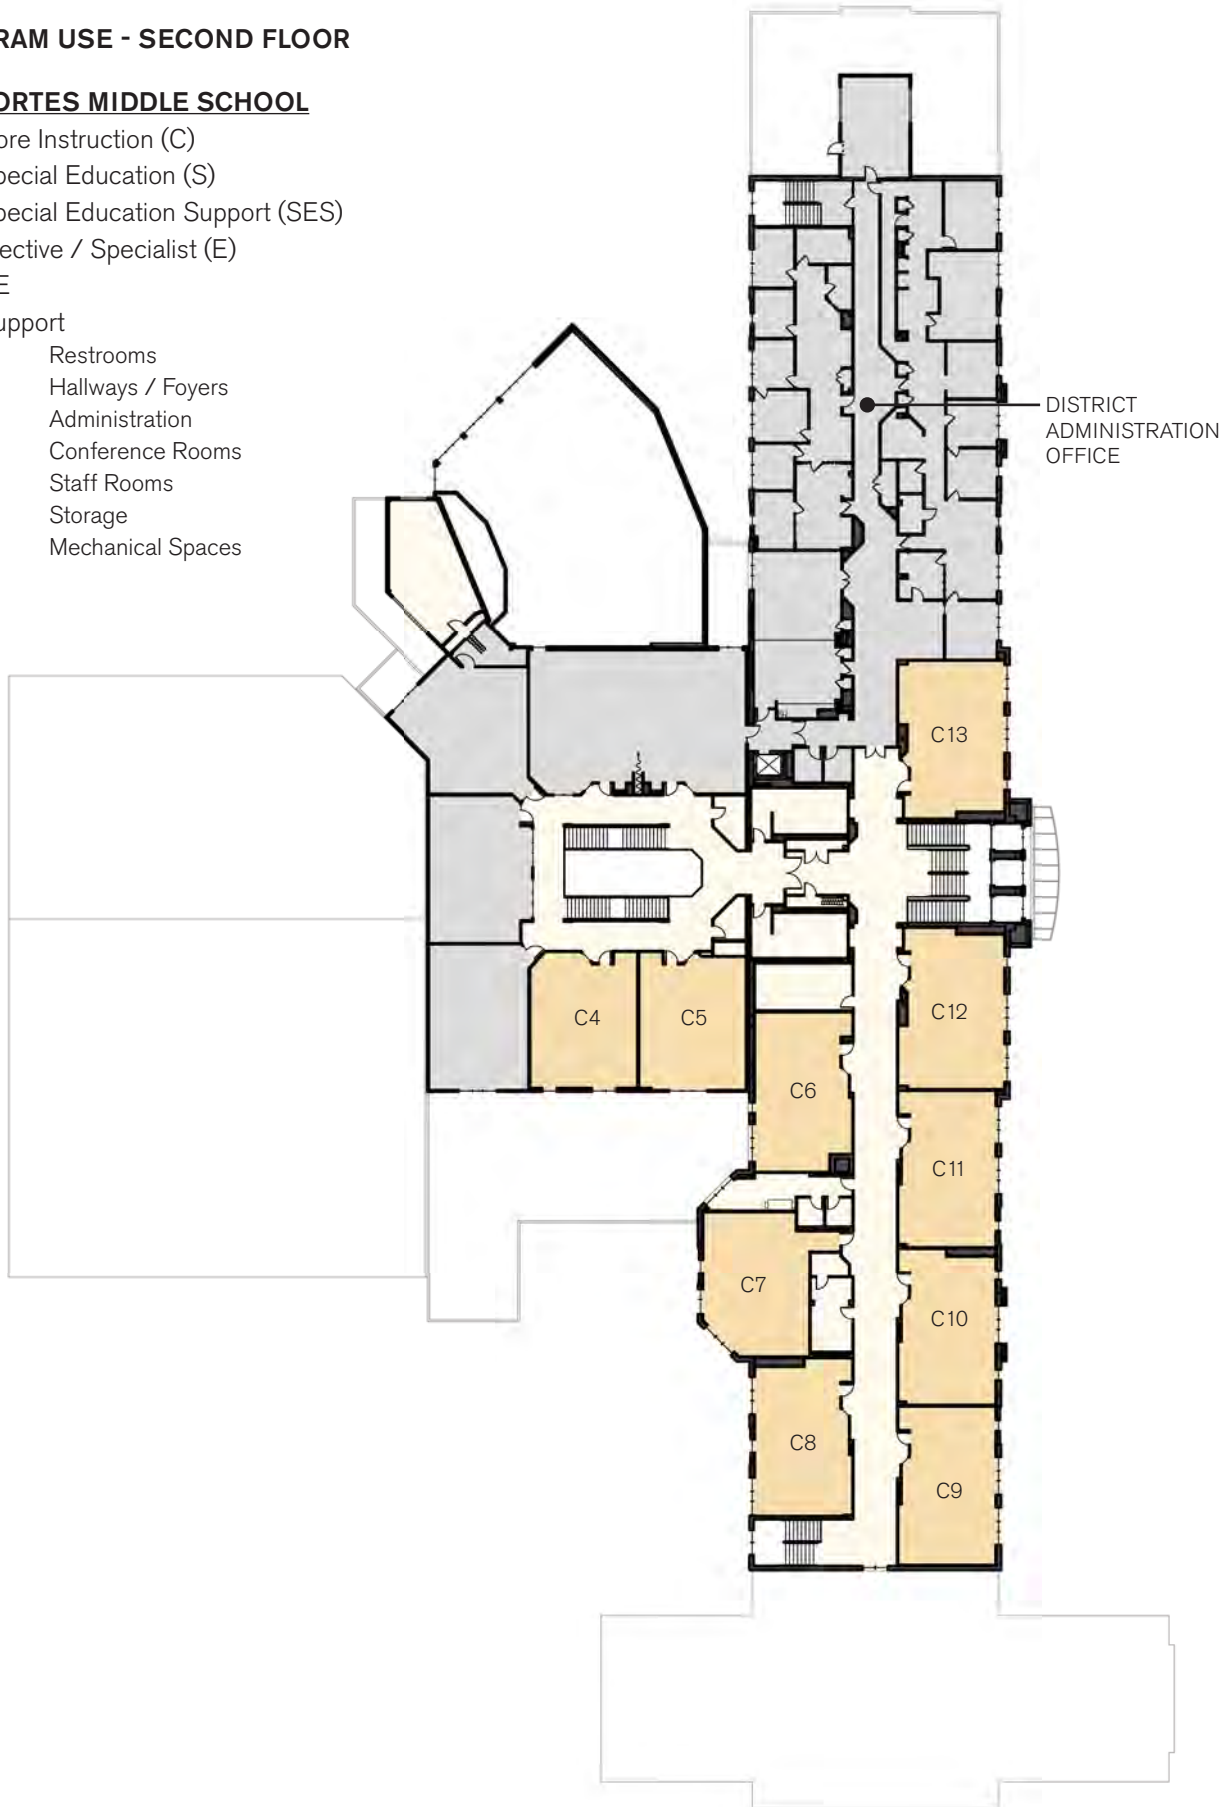 RAM USE - SECOND FLOOR
ORTES MIDDLE SCHOOL
ore Instruction (C)
pecial Education (S)
pecial Education Support (SES)
ective / Specialist (E)
E
upport
Restrooms
Hallways / Foyers
Administration
Conference Rooms
Staff Rooms
Storage
Mechanical Spaces
DISTRICT
ADMINISTRATION
OFFICE
C13
C12
C4
C5
C6
C11
C7
C10
C8
C9